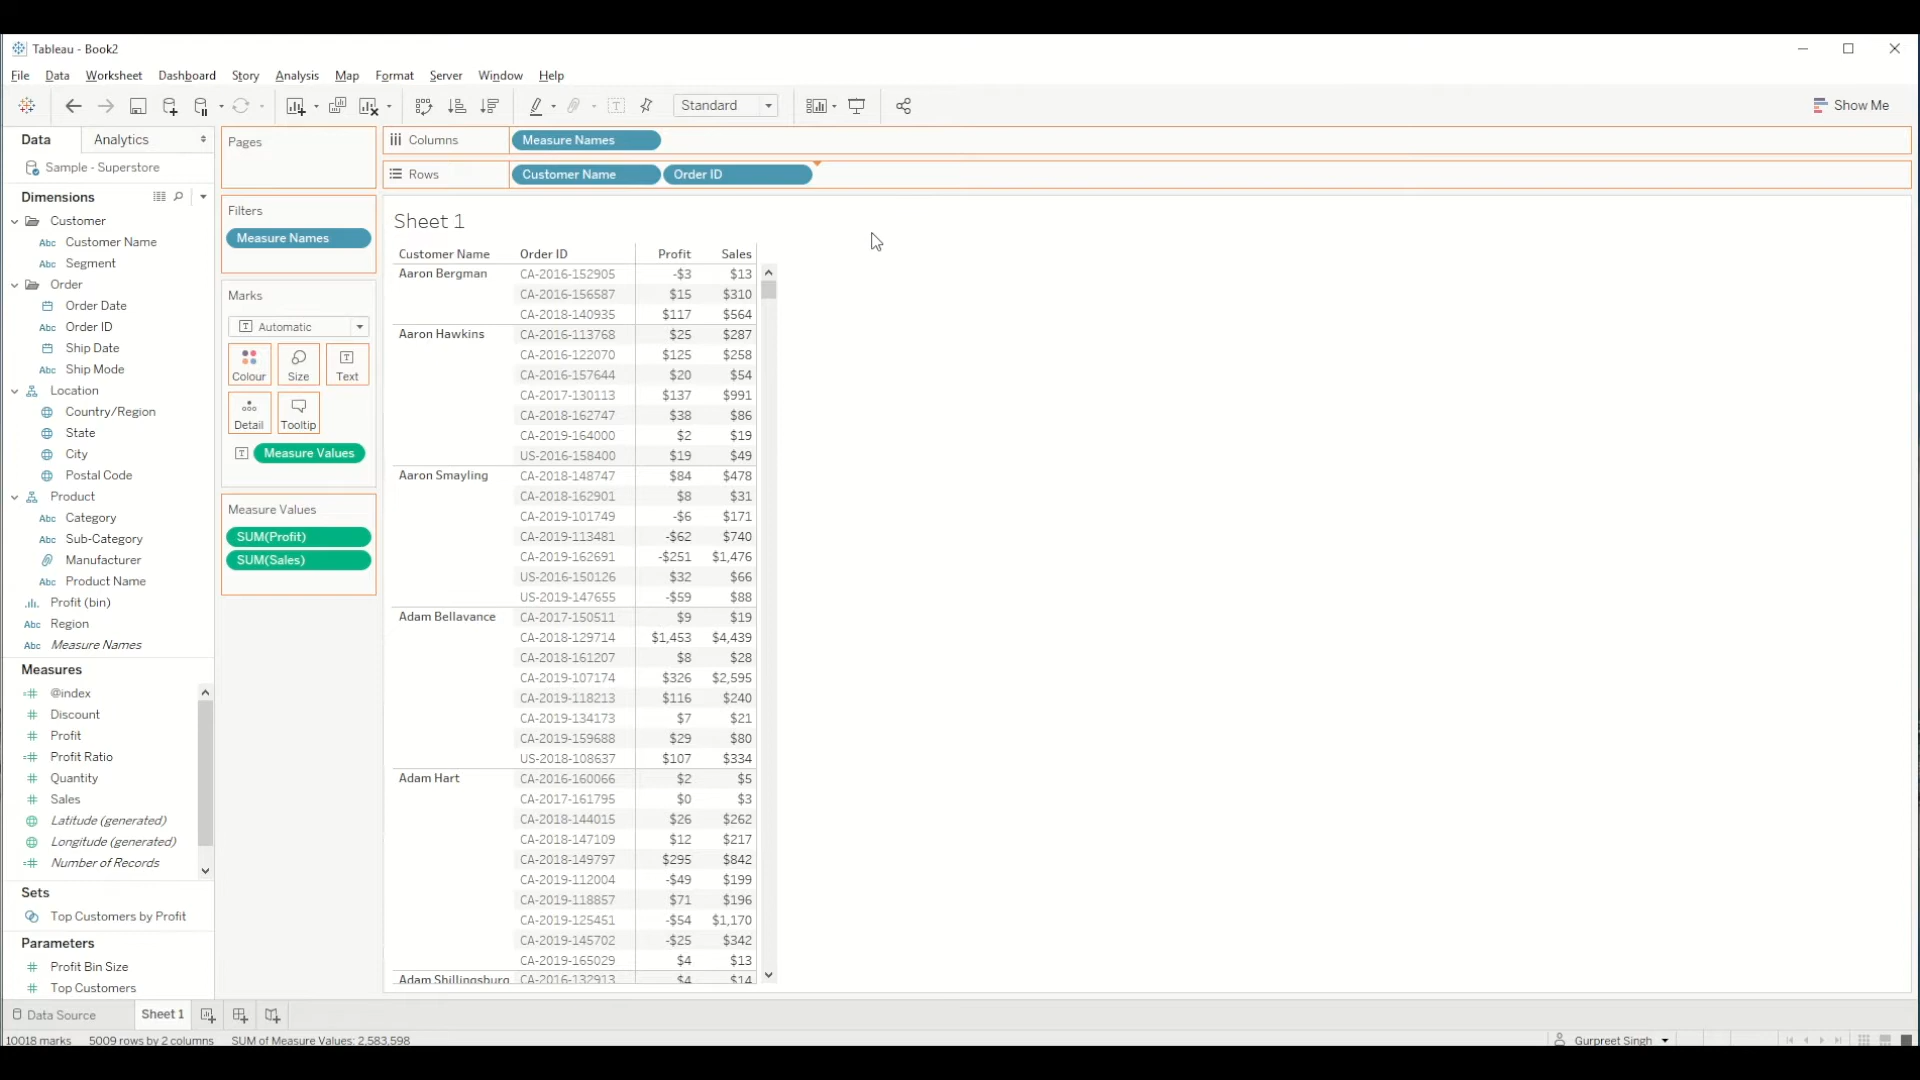 Tableau - Book2
File Data Worksheet Dashboard Story Analysis Map Format Server Window Help
Standard
Show Me
Data Analytics
Sample - Superstore
Dimensions
Customer
Abc Customer Name
Abc Segment
Order
Order Date
Abc Order ID
Ship Date
Abc Ship Mode
Location
Country/Region
State
City
Postal Code
Product
Abc Category
Abc Sub-Category
Manufacturer
Abc Product Name
Profit (bin)
Abc Region
Abc Measure Names
Measures
@index
Discount
Profit
Profit Ratio
Quantity
Sales
Latitude (generated)
Longitude (generated)
Number of Records
Sets
Top Customers by Profit
Parameters
Profit Bin Size
Top Customers
Pages
Filters
Measure Names
Marks
Automatic
Colour Size Text
Detail Tooltip
Measure Values
Measure Values
SUM(Profit)
SUM(Sales)
Columns Measure Names
Rows Customer Name Order ID
Sheet 1
Customer Name Order ID Profit Sales
Aaron Bergman CA-2016-152905 -$3 $13
CA-2016-156587 $15 $310
CA-2018-140935 $117 $564
Aaron Hawkins CA-2016-113768 $25 $287
CA-2016-122070 $125 $258
CA-2016-157644 $20 $54
CA-2017-130113 $137 $991
CA-2018-162747 $38 $86
CA-2019-164000 $2 $19
US-2016-158400 $19 $49
Aaron Smayling CA-2018-148747 $84 $478
CA-2018-162901 $8 $31
CA-2019-101749 -$6 $171
CA-2019-113481 -$62 $740
CA-2019-162691 -$251 $1,476
US-2016-150126 $32 $66
US-2019-147655 -$59 $88
Adam Bellavance CA-2017-150511 $9 $19
CA-2018-129714 $1,453 $4,439
CA-2018-161207 $8 $28
CA-2019-107174 $326 $2,595
CA-2019-118213 $116 $240
CA-2019-134173 $7 $21
CA-2019-159688 $29 $80
US-2018-108637 $107 $334
Adam Hart CA-2016-160066 $2 $5
CA-2017-161795 $0 $3
CA-2018-144015 $26 $262
CA-2018-147109 $12 $217
CA-2018-149797 $295 $842
CA-2019-112004 -$49 $199
CA-2019-118857 $71 $196
CA-2019-125451 -$54 $1,170
CA-2019-145702 -$25 $342
CA-2019-165029 $4 $13
Adam Shillingsburg CA-2016-132913 $4 $14
Data Source Sheet 1
10018 marks 5009 rows by 2 columns SUM of Measure Values: 2,583,598
Gurpreet Singh